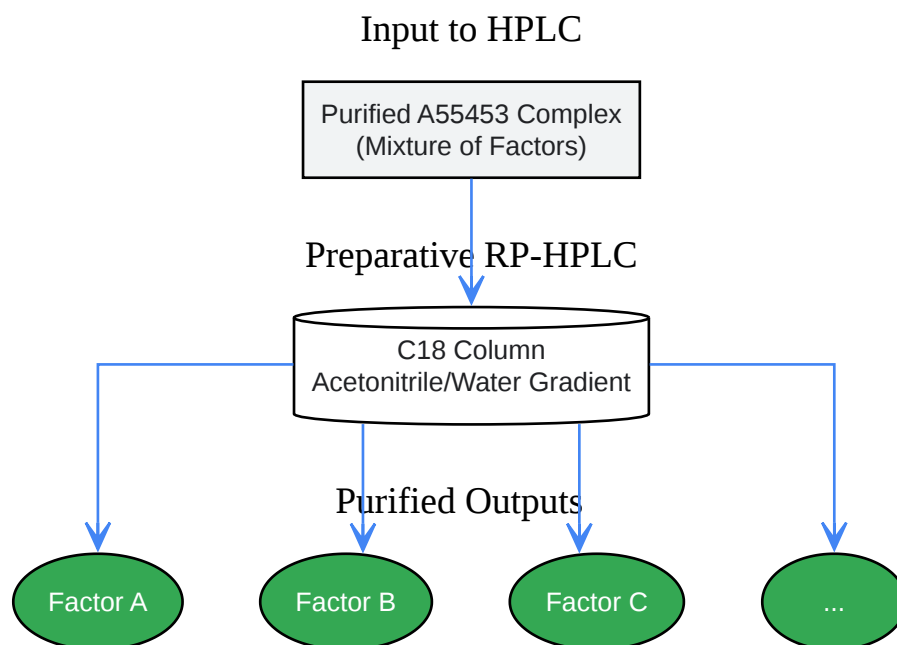 Input to HPLC
Purified A55453 Complex
(Mixture of Factors)
Preparative RP-HPLC
C18 Column
Acetonitrile/Water Gradient
Purified Outputs
Factor A
Factor B
Factor C
...